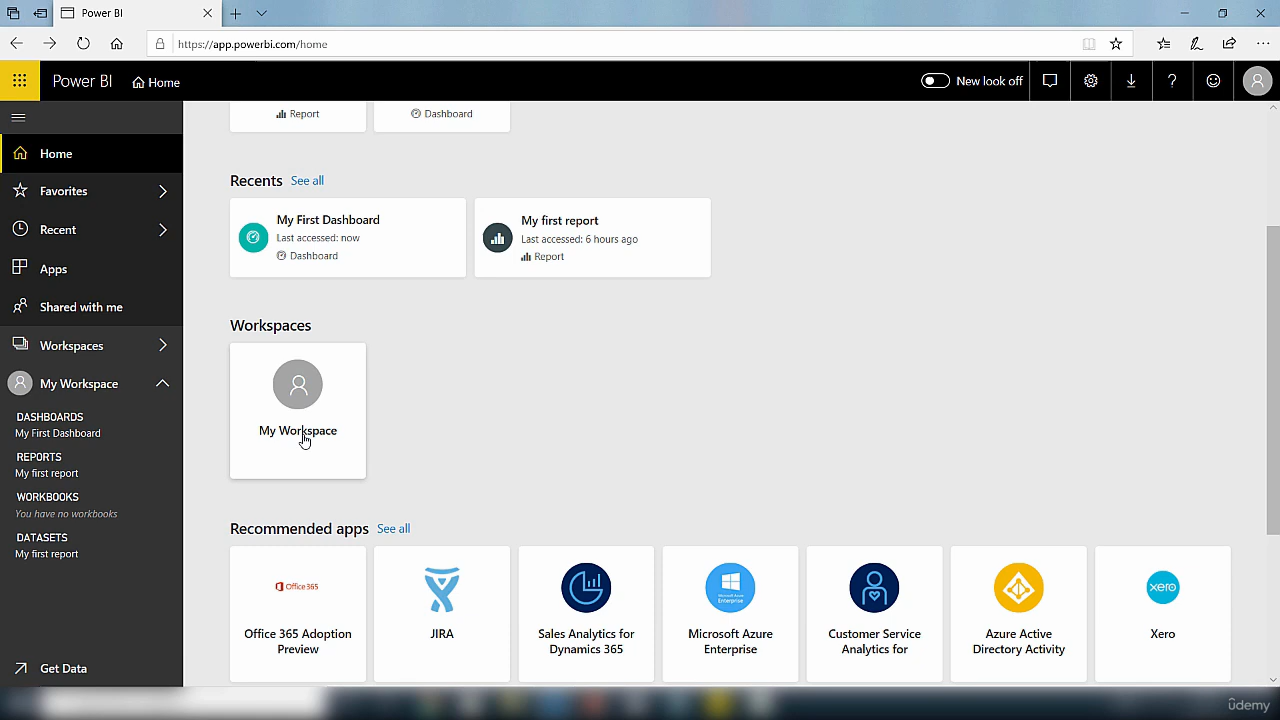 Power BI
https://app.powerbi.com/home
Power BI
Home
New look off
Home
Favorites
Recent
Apps
Shared with me
Workspaces
My Workspace
DASHBOARDS
My First Dashboard
REPORTS
My first report
WORKBOOKS
You have no workbooks
DATASETS
My first report
Get Data
Report
Dashboard
Recents See all
My First Dashboard
Last accessed: now
Dashboard
My first report
Last accessed: 6 hours ago
Report
Workspaces
My Workspace
Recommended apps See all
Office 365
Office 365 Adoption
Preview
JIRA
Sales Analytics for
Dynamics 365
Microsoft Azure
Enterprise
Microsoft Azure
Enterprise
Customer Service
Analytics for
Azure Active
Directory Activity
xero
Xero
ûdemy